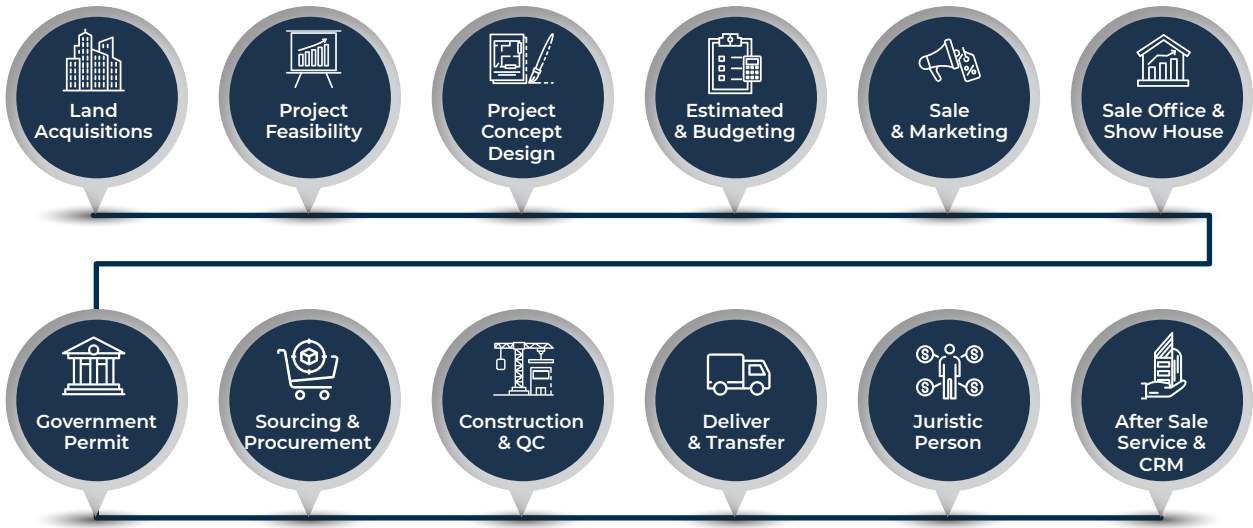 Land
Acquisitions
Project
Feasibility
Project
Concept
Design
Estimated
& Budgeting
Sale
& Marketing
Sale Office &
Show House
Government
Permit
Sourcing &
Procurement
Construction
& QC
Deliver
& Transfer
Juristic
Person
After Sale
Service &
CRM